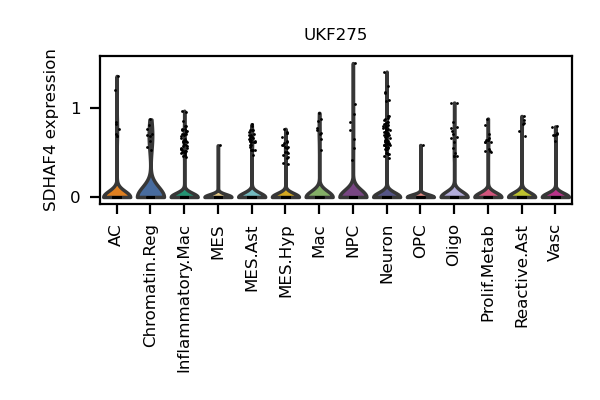 UKF275
SDHAF4 expression
1
0
AC
Chromatin.Reg
Inflammatory.Mac
MES
MES.Ast
MES.Hyp
Mac
NPC
Neuron
OPC
Oligo
Prolif.Metab
Reactive.Ast
Vasc